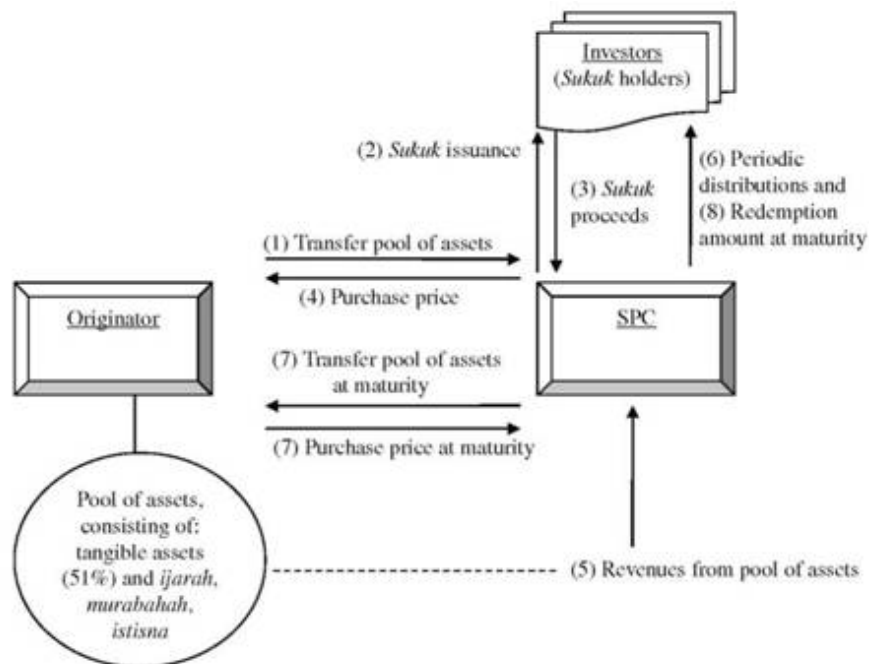 Investors
(Sukuk holders)
(2) Sukuk issuance
(3) Sukuk
proceeds
(6) Periodic
distributions and
(8) Redemption
amount at maturity
(1) Transfer pool of assets
(4) Purchase price
Originator
SPC
(7) Transfer pool of assets
at maturity
(7) Purchase price at maturity
Pool of assets,
consisting of:
tangible assets
(51%) and ijarah,
murabahah,
istisna
(5) Revenues from pool of assets